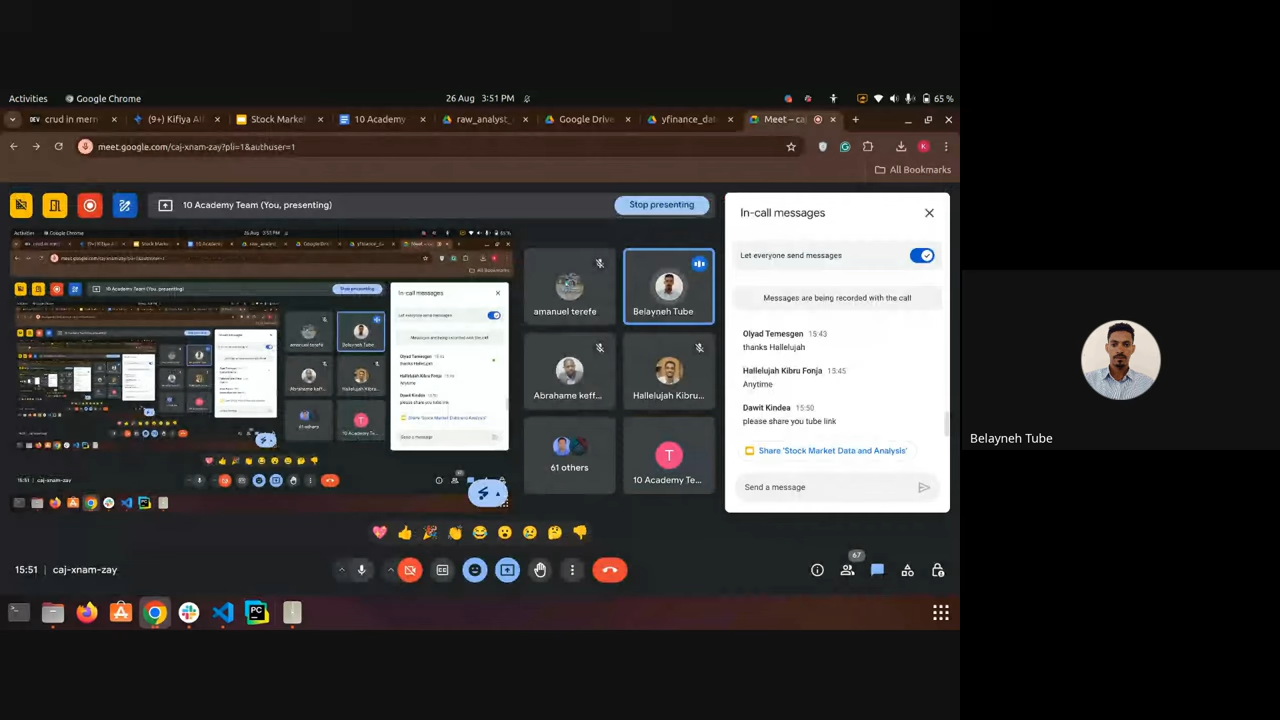 Activities
Google Chrome
26 Aug 3:51 PM
65 %
DEV crud in mern
(9+) Kifiya AI
Stock Market
10 Academy
raw_analyst_
Google Drive
yfinance_dat
Meet – caj
meet.google.com/caj-xnam-zay?pli=1&authuser=1
K
All Bookmarks
10 Academy Team (You, presenting)
Stop presenting
In-call messages
Let everyone send messages
Messages are being recorded with the call
Olyad Temesgen 15:43
thanks Hallelujah
Hallelujah Kibru Fonja 15:45
Anytime
Dawit Kindea 15:50
please share you tube link
Share 'Stock Market Data and Analysis'
Send a message
amanuel terefe
Belayneh Tube
Abrahame keff...
Hallelujah Kibru...
61 others
T
10 Academy Te...
15:51 | caj-xnam-zay
67
PC
Belayneh Tube